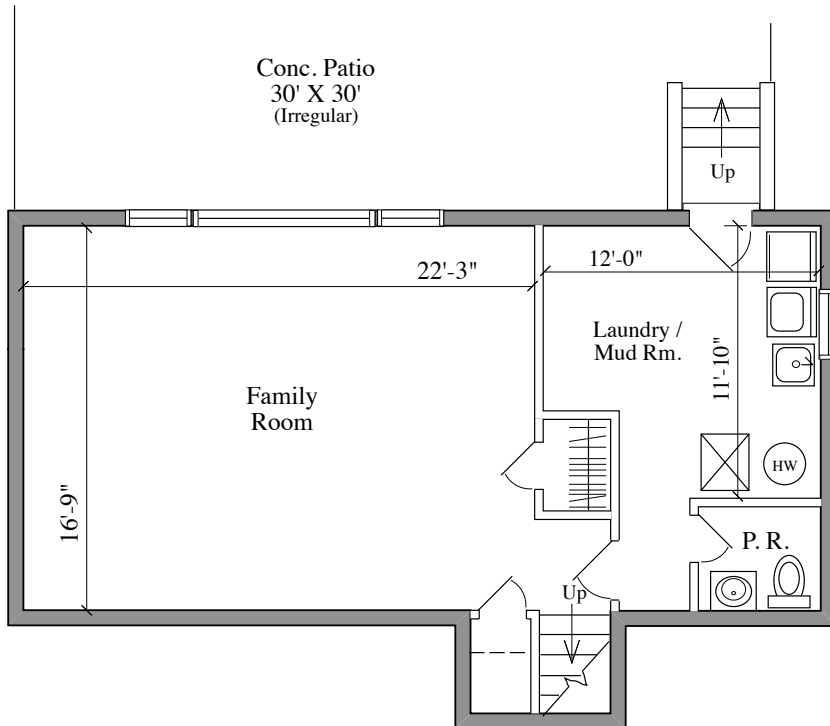 Conc. Patio
30' X 30'
(Irregular)
Up
22'-3"
12'-0"
Laundry /
Mud Rm.
11'-10"
Family
Room
16'-9"
HW
P. R.
Up